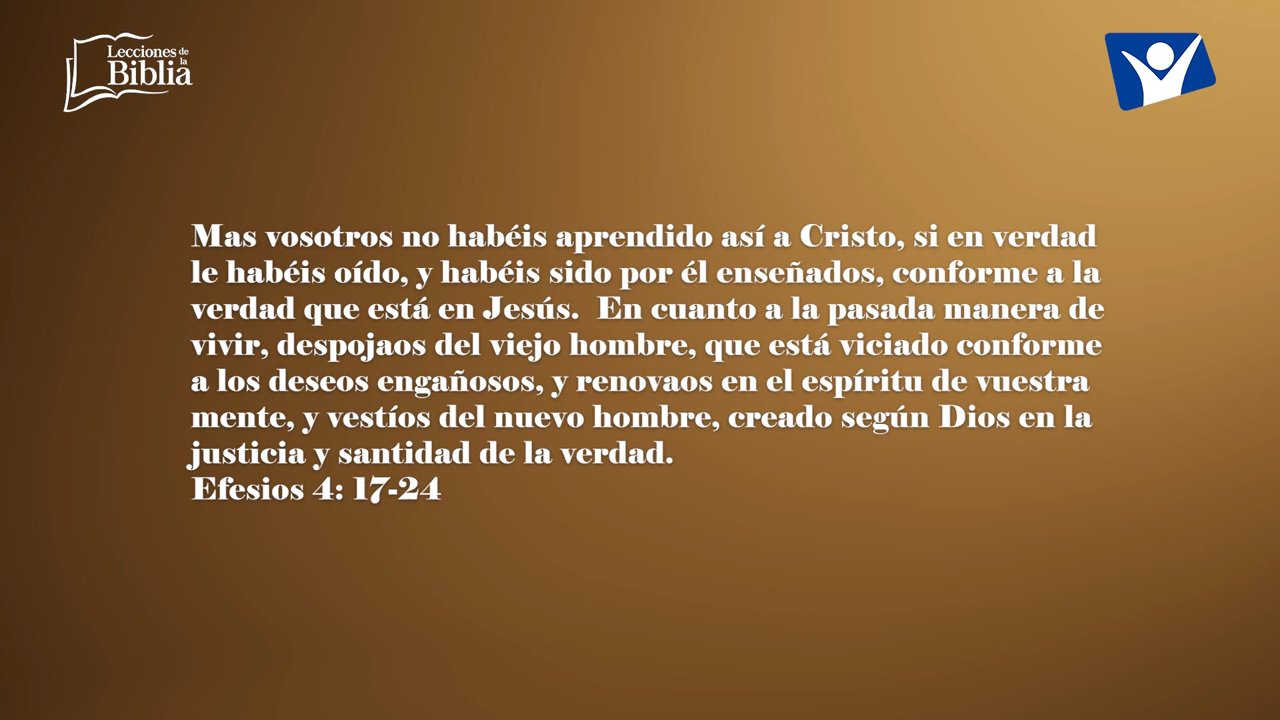 Lecciones de
la
Biblia
Mas vosotros no habéis aprendido así a Cristo, si en verdad
le habéis oído, y habéis sido por él enseñados, conforme a la
verdad que está en Jesús.  En cuanto a la pasada manera de
vivir, despojaos del viejo hombre, que está viciado conforme
a los deseos engañosos, y renovaos en el espíritu de vuestra
mente, y vestíos del nuevo hombre, creado según Dios en la
justicia y santidad de la verdad.
Efesios 4: 17-24